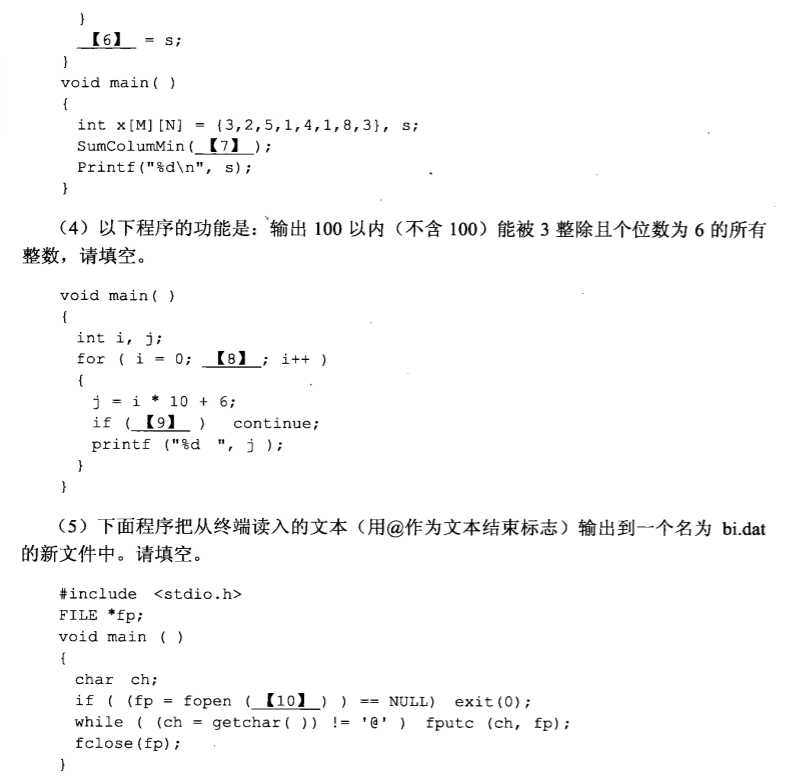 }
【6】 = s;
}
void main( )
{
int x[M][N] = {3,2,5,1,4,1,8,3}, s;
SumColumMin(【7】);
Printf("%d\n", s);
}
（4）以下程序的功能是：输出 100 以内（不含 100）能被 3 整除且个位数为 6 的所有
整数，请填空。
void main( )
{
int i, j;
for ( i = 0; 【8】; i++ )
{
j = i * 10 + 6;
if (【9】) continue;
printf ("%d ", j );
}
}
（5）下面程序把从终端读入的文本（用@作为文本结束标志）输出到一个名为 bi.dat
的新文件中。请填空。
#include <stdio.h>
FILE *fp;
void main ( )
{
char ch;
if ( (fp = fopen (【10】) ) == NULL) exit(0);
while ( (ch = getchar( )) != '@' ) fputc (ch, fp);
fclose(fp);
}